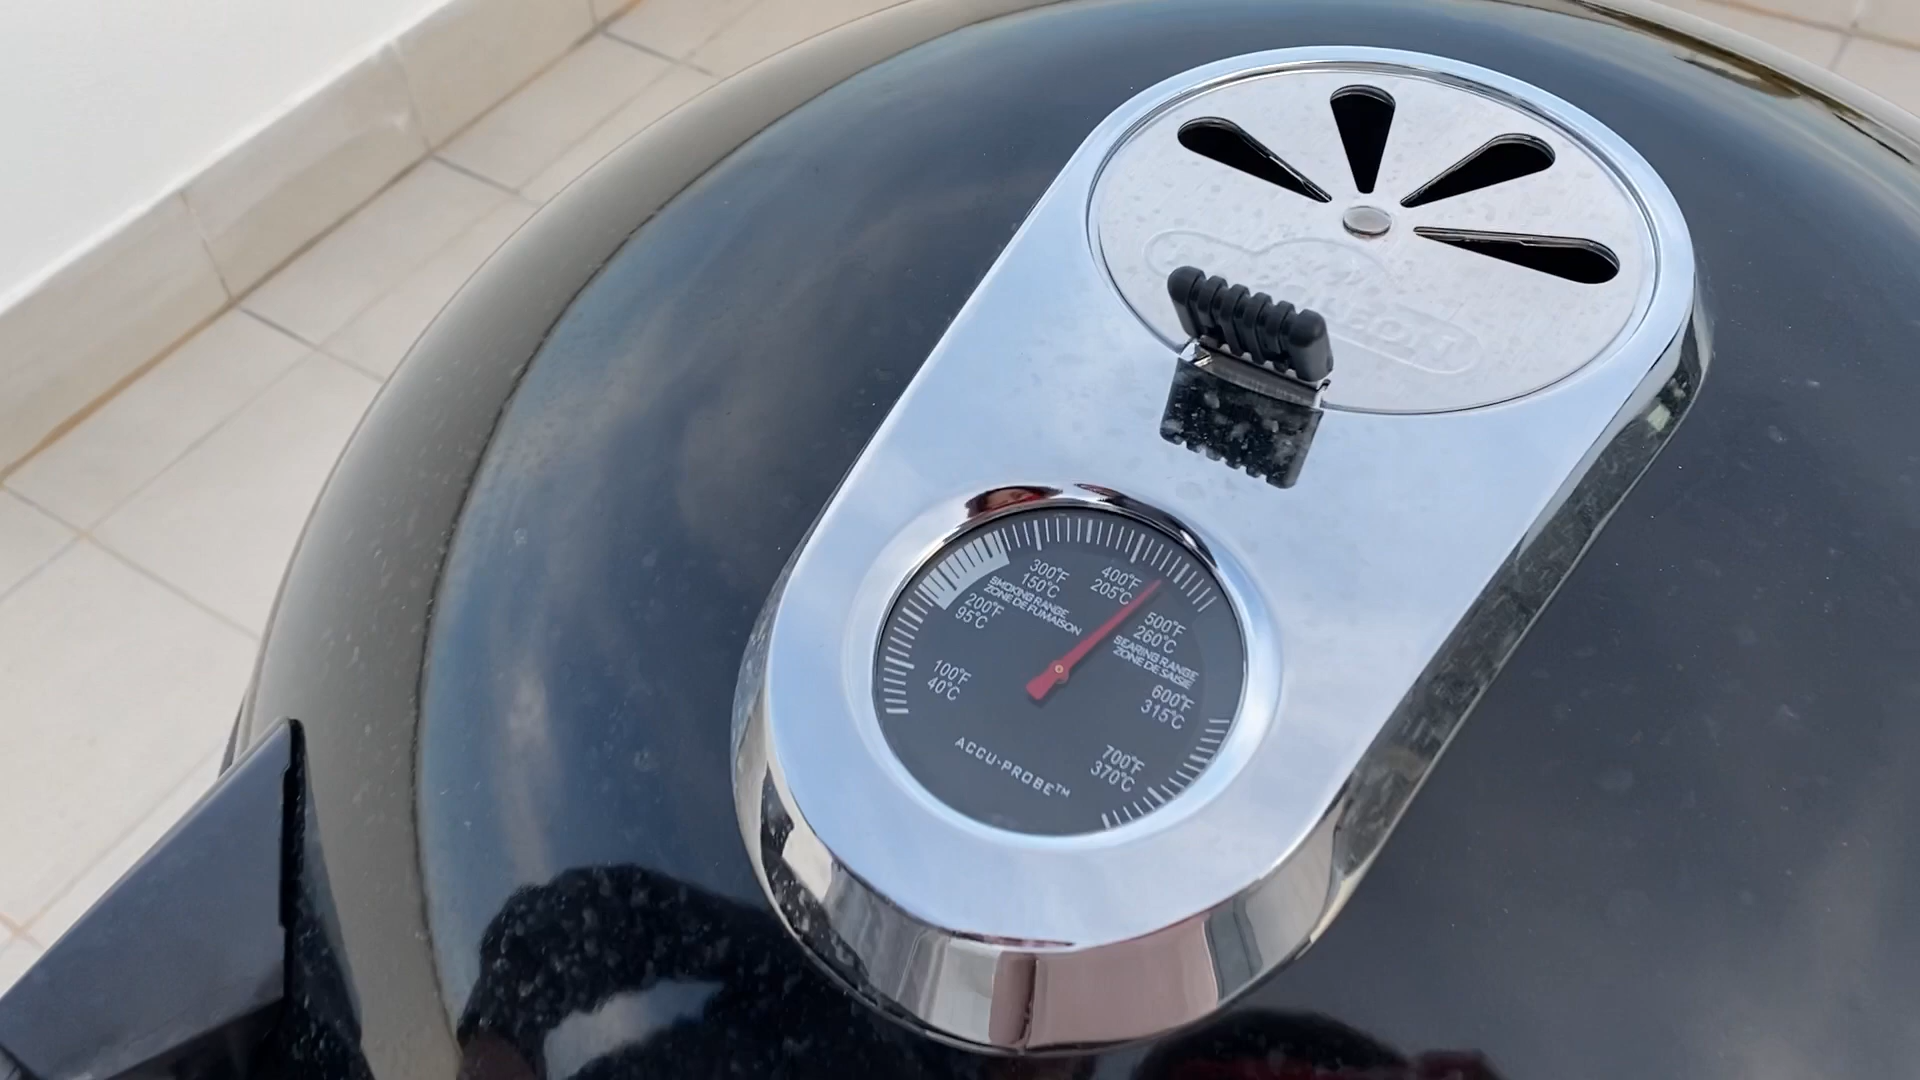 300°F
150°C
400°F
205°C
SMOKING RANGE
ZONE DE FUMAISON
200°F
95°C
500°F
260°C
SEARING RANGE
ZONE DE SAISIE
100°F
40°C
600°F
315°C
700°F
370°C
ACCU-PROBE™